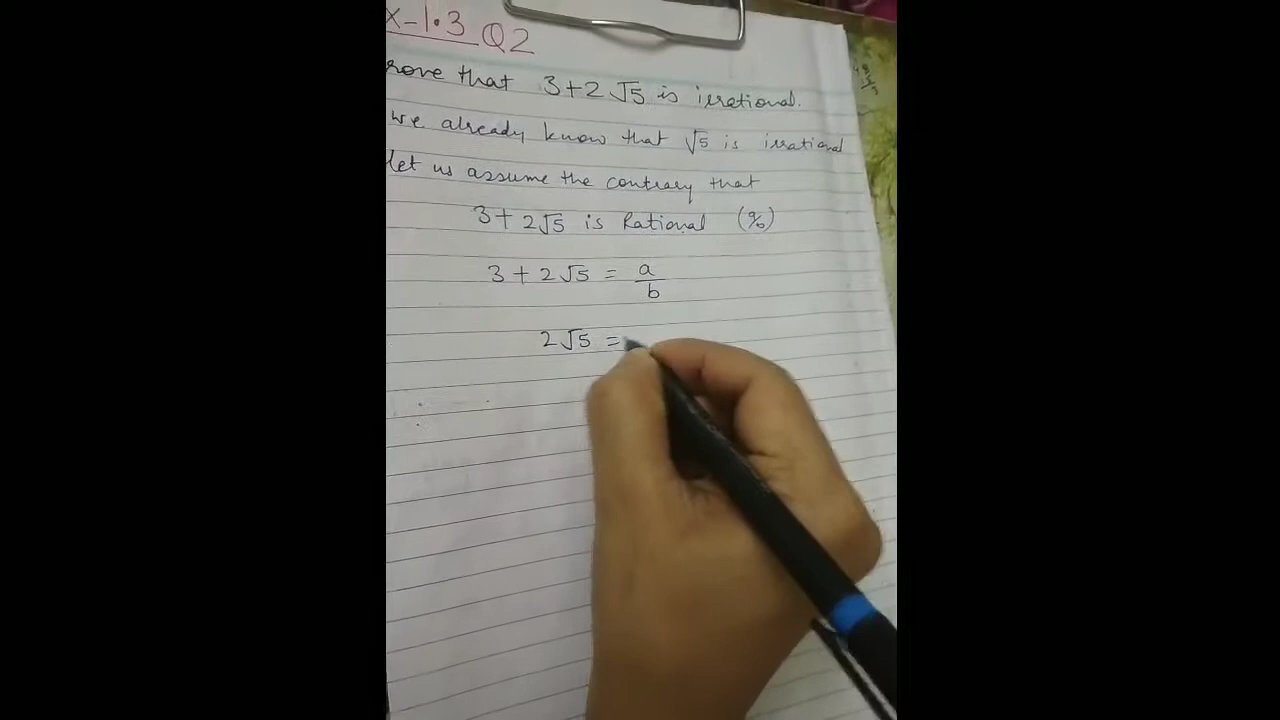 x-1.3 Q2
rove that 3+2√5 is irrational.
we already know that √5 is irrational
let us assume the contrary that
3+2√5 is Rational (a/b)
3+2√5 = a/b
2√5 =